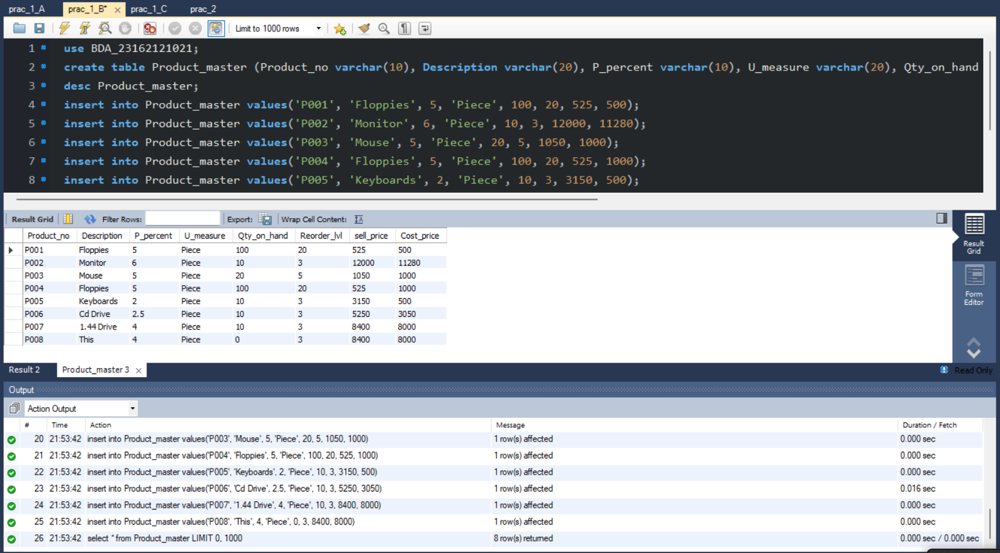 prac_1_A prac_1_B* prac_1_C prac_2
Limit to 1000 rows
1 use BDA_23162121021;
2 create table Product_master (Product_no varchar(10), Description varchar(20), P_percent varchar(10), U_measure varchar(20), Qty_on_hand
3 desc Product_master;
4 insert into Product_master values('P001', 'Floppies', 5, 'Piece', 100, 20, 525, 500);
5 insert into Product_master values('P002', 'Monitor', 6, 'Piece', 10, 3, 12000, 11280);
6 insert into Product_master values('P003', 'Mouse', 5, 'Piece', 20, 5, 1050, 1000);
7 insert into Product_master values('P004', 'Floppies', 5, 'Piece', 100, 20, 525, 1000);
8 insert into Product_master values('P005', 'Keyboards', 2, 'Piece', 10, 3, 3150, 500);
Result Grid Filter Rows: Export: Wrap Cell Content:
Product_no Description P_percent U_measure Qty_on_hand Reorder_lvl sell_price Cost_price
P001 Floppies 5 Piece 100 20 525 500
P002 Monitor 6 Piece 10 3 12000 11280
P003 Mouse 5 Piece 20 5 1050 1000
P004 Floppies 5 Piece 100 20 525 1000
P005 Keyboards 2 Piece 10 3 3150 500
P006 Cd Drive 2.5 Piece 10 3 5250 3050
P007 1.44 Drive 4 Piece 10 3 8400 8000
P008 This 4 Piece 0 3 8400 8000
Result
Grid
Form
Editor
Result 2 Product_master 3 Read Only
Output
Action Output
# Time Action Message Duration / Fetch
20 21:53:42 insert into Product_master values('P003', 'Mouse', 5, 'Piece', 20, 5, 1050, 1000) 1 row(s) affected 0.000 sec
21 21:53:42 insert into Product_master values('P004', 'Floppies', 5, 'Piece', 100, 20, 525, 1000) 1 row(s) affected 0.000 sec
22 21:53:42 insert into Product_master values('P005', 'Keyboards', 2, 'Piece', 10, 3, 3150, 500) 1 row(s) affected 0.000 sec
23 21:53:42 insert into Product_master values('P006', 'Cd Drive', 2.5, 'Piece', 10, 3, 5250, 3050) 1 row(s) affected 0.016 sec
24 21:53:42 insert into Product_master values('P007', '1.44 Drive', 4, 'Piece', 10, 3, 8400, 8000) 1 row(s) affected 0.000 sec
25 21:53:42 insert into Product_master values('P008', 'This', 4, 'Piece', 0, 3, 8400, 8000) 1 row(s) affected 0.000 sec
26 21:53:42 select * from Product_master LIMIT 0, 1000 8 row(s) returned 0.000 sec / 0.000 sec